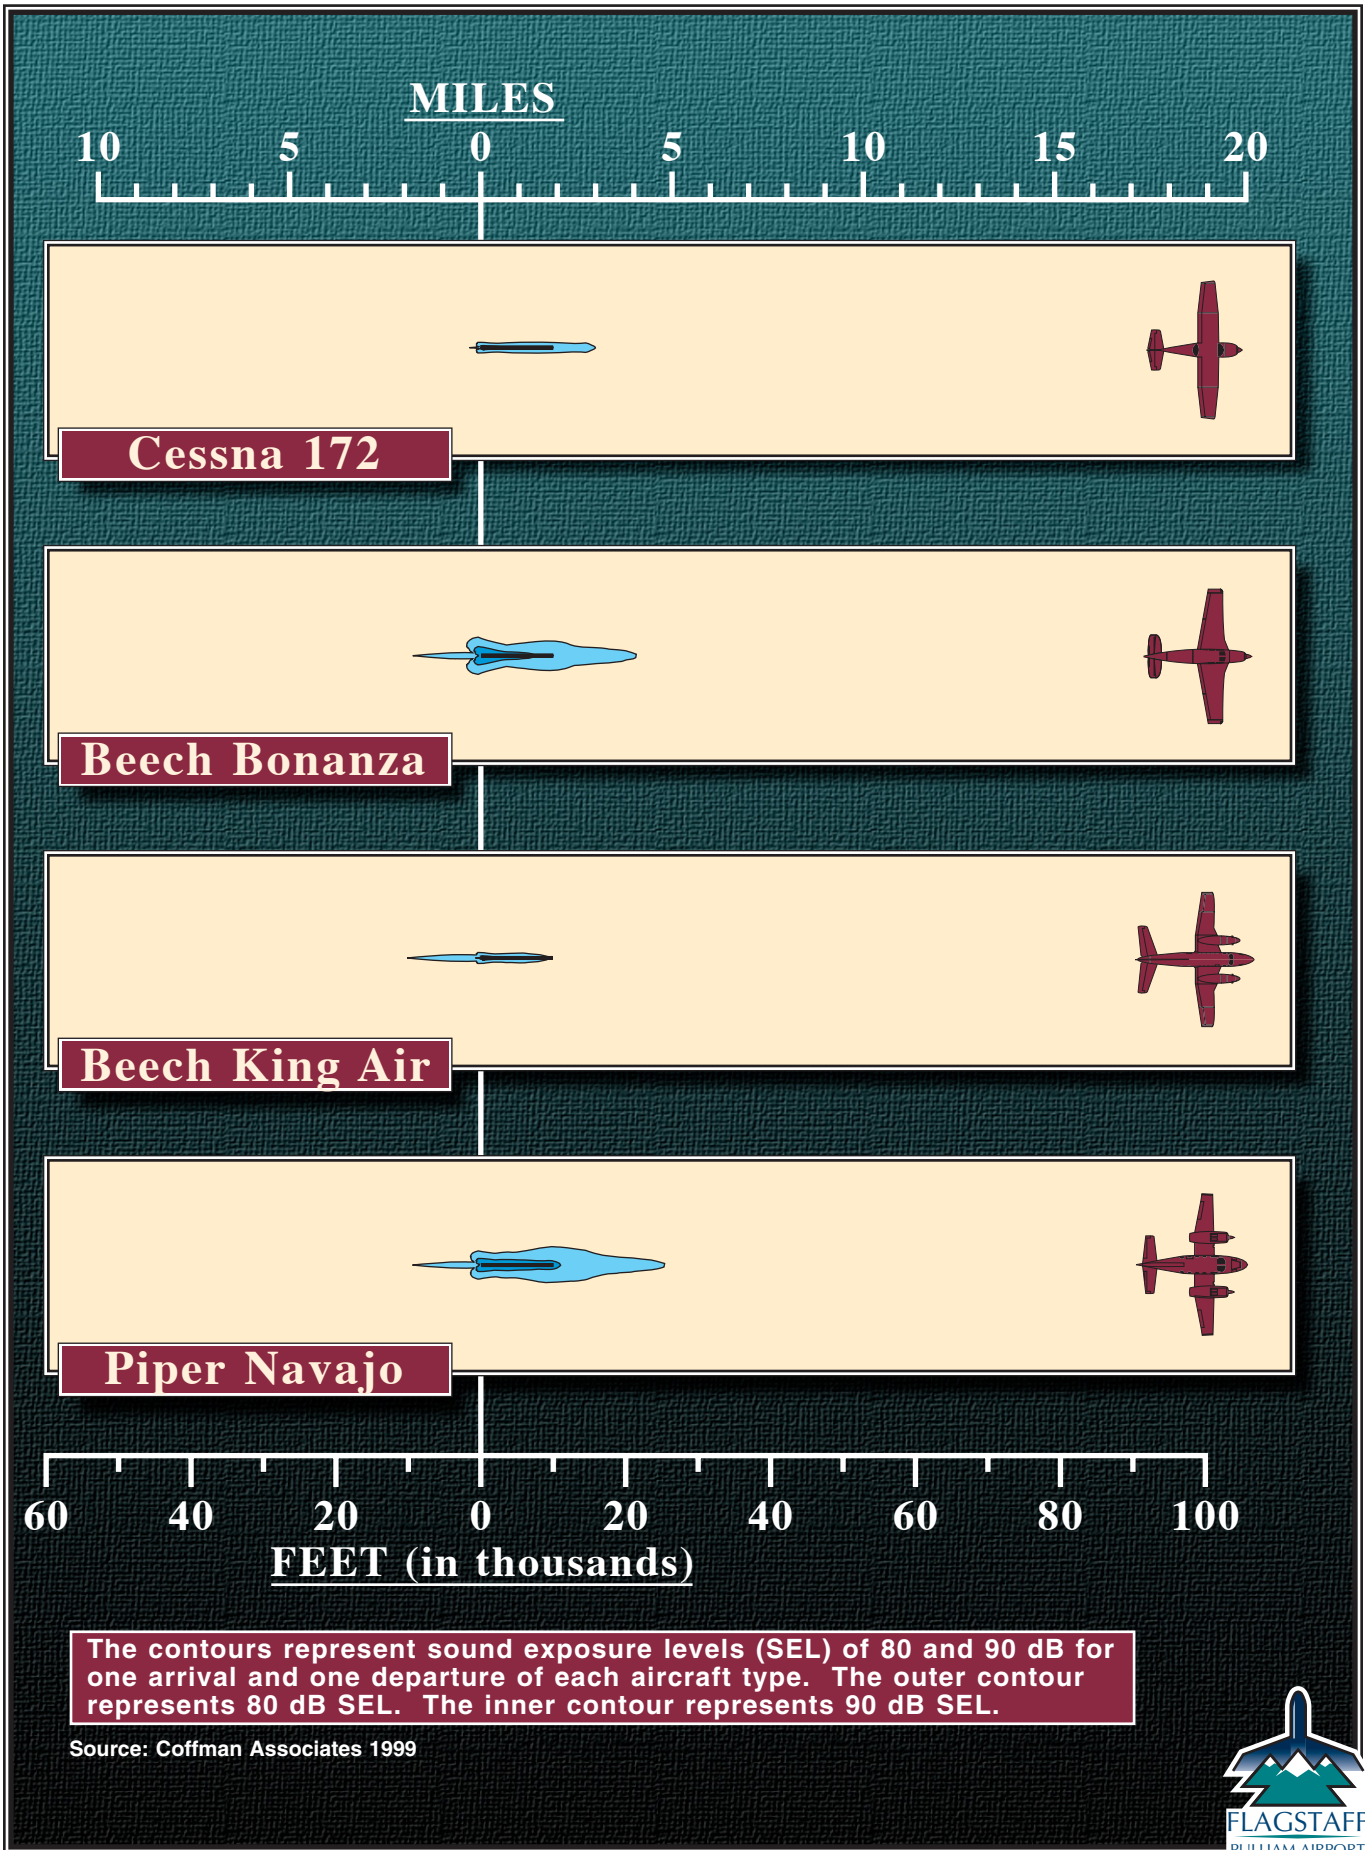 MILES
10 5 0 5 10 15 20
Cessna 172
Beech Bonanza
Beech King Air
Piper Navajo
60 40 20 0 20 40 60 80 100
FEET (in thousands)
The contours represent sound exposure levels (SEL) of 80 and 90 dB for
one arrival and one departure of each aircraft type. The outer contour
represents 80 dB SEL. The inner contour represents 90 dB SEL.
Source: Coffman Associates 1999
FLAGSTAFF
PULLIAM AIRPORT